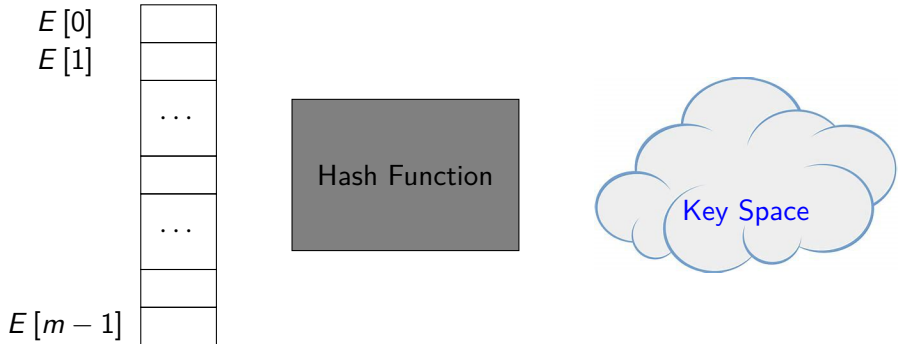 E [0]
E [1]
· · ·
Hash Function
Key Space
· · ·
E [m − 1]